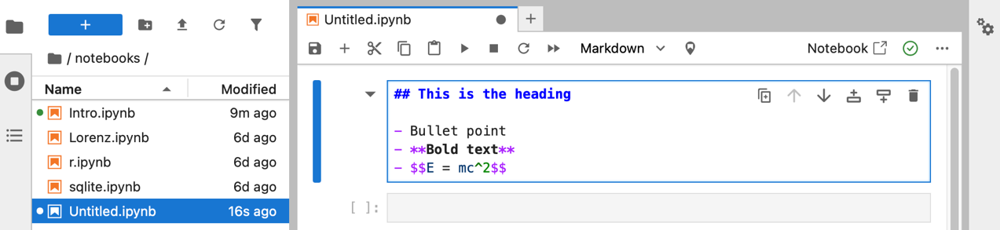 Untitled.ipynb
Markdown
Notebook
/ notebooks /
Name Modified
Intro.ipynb 9m ago
Lorenz.ipynb 6d ago
r.ipynb 6d ago
sqlite.ipynb 6d ago
Untitled.ipynb 16s ago
## This is the heading
- Bullet point
- **Bold text**
- $$E = mc^2$$
[ ]: